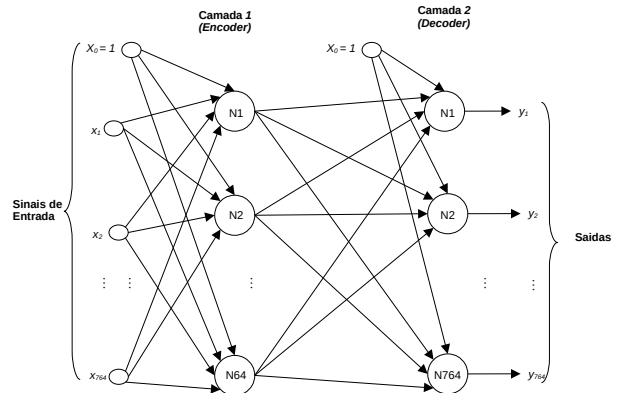 Camada 1
(Encoder)
Camada 2
(Decoder)
X₀ = 1
X₀ = 1
N1
N1
y₁
x₁
Sinais de
Entrada
N2
N2
y₂
x₂
Saidas
...
...
...
...
...
x₇₆₄
N64
N764
y₇₆₄